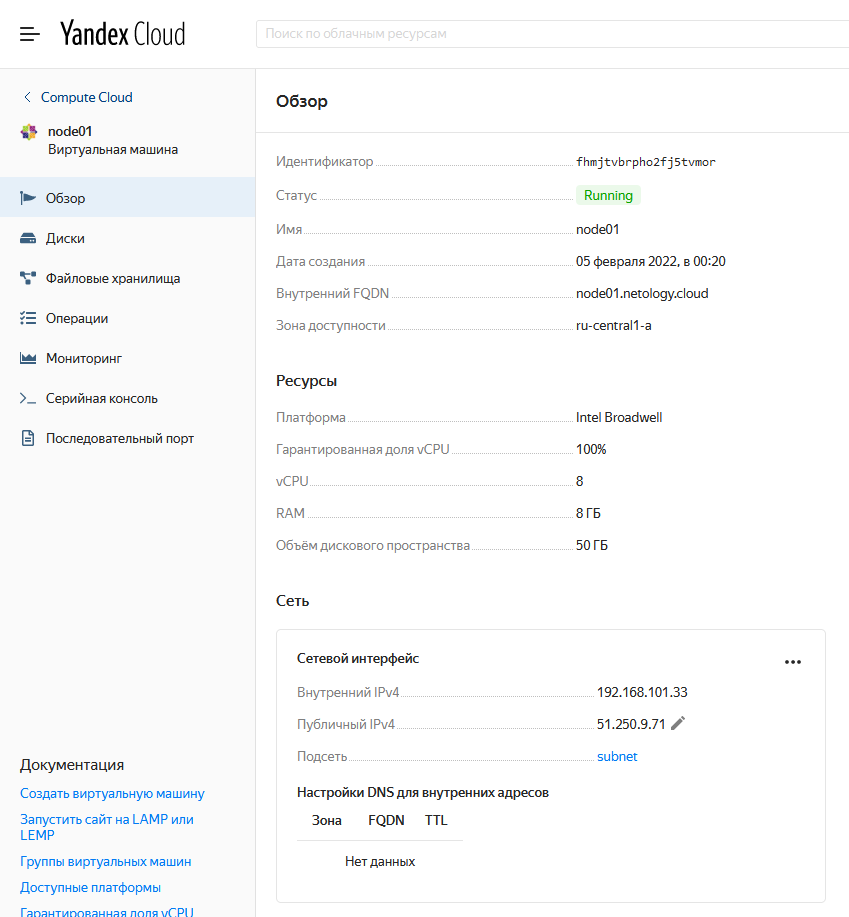 Yandex Cloud
Поиск по облачным ресурсам
Compute Cloud
node01
Виртуальная машина
Обзор
Диски
Файловые хранилища
Операции
Мониторинг
Серийная консоль
Последовательный порт
Документация
Создать виртуальную машину
Запустить сайт на LAMP или
LEMP
Группы виртуальных машин
Доступные платформы
Гарантированная доля vCPU
Обзор
Идентификатор fhmjtvbrpho2fj5tvmor
Статус Running
Имя node01
Дата создания 05 февраля 2022, в 00:20
Внутренний FQDN node01.netology.cloud
Зона доступности ru-central1-a
Ресурсы
Платформа Intel Broadwell
Гарантированная доля vCPU 100%
vCPU 8
RAM 8 ГБ
Объём дискового пространства 50 ГБ
Сеть
Сетевой интерфейс
Внутренний IPv4 192.168.101.33
Публичный IPv4 51.250.9.71
Подсеть subnet
Настройки DNS для внутренних адресов
Зона FQDN TTL
Нет данных